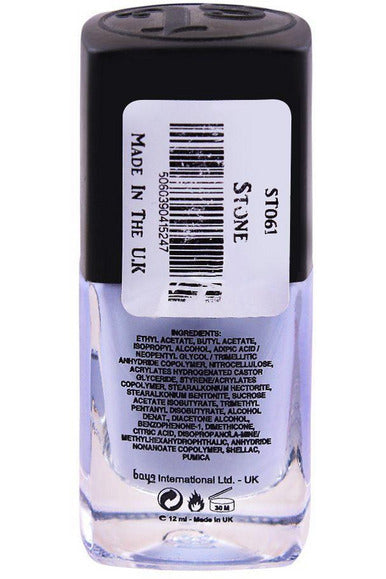 ST061
STONE
5060390415247
MADE IN THE U.K
INGREDIENTS:
ETHYL ACETATE, BUTYL ACETATE,
ISOPROPYL ALCOHOL, ADIPIC ACID /
NEOPENTYL GLYCOL / TRIMELLITIC
ANHYDRIDE COPOLYMER, NITROCELLULOSE,
ACRYLATES HYDROGENATED CASTOR
GLYCERIDE, STYRENE/ACRYLATES
COPOLYMER, STEARALKONIUM HECTORITE,
STEARALKONIUM BENTONITE, SUCROSE
ACETATE ISOBUTYRATE, TRIMETHYL
PENTANYL DISOBUTYRATE, ALCOHOL
DENAT., DIACETONE ALCOHOL,
BENZOPHENONE-1, DIMETHICONE,
CITRIC ACID, DISOPROPANOLA-MINE/
METHYLHEXAHYDROPHTHALIC, ANHYDRIDE
NONANOATE COPOLYMER, SHELLAC,
PUMICA
International Ltd. - UK
30 M
℮ 12 ml - Made in UK